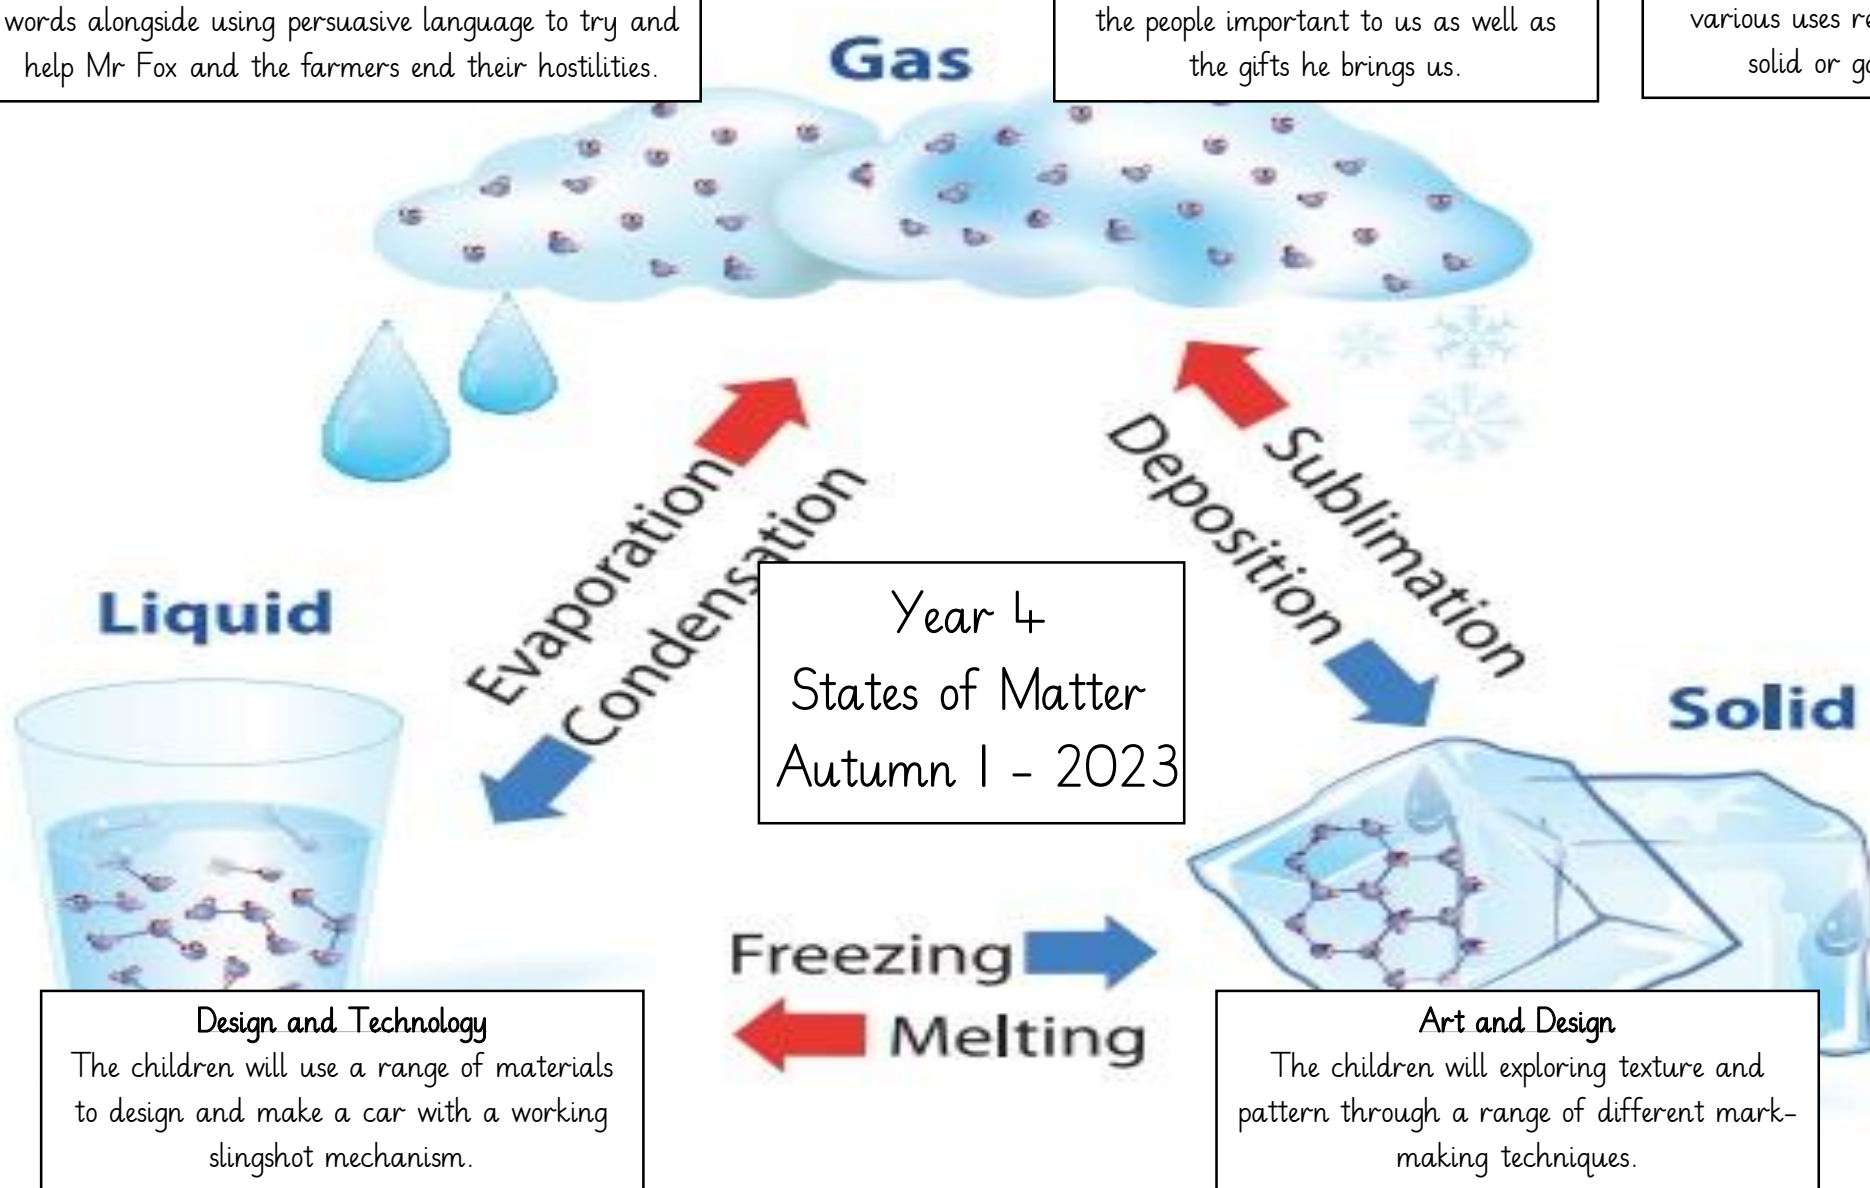 words alongside using persuasive language to try and
help Mr Fox and the farmers end their hostilities.
Gas
the people important to us as well as
the gifts he brings us.
various uses
solid or
Evaporation
Condensation
Deposition
Sublimation
Liquid
Year 4
States of Matter
Autumn 1 - 2023
Solid
Freezing
Melting
Design and Technology
The children will use a range of materials
to design and make a car with a working
slingshot mechanism.
Art and Design
The children will exploring texture and
pattern through a range of different mark-
making techniques.